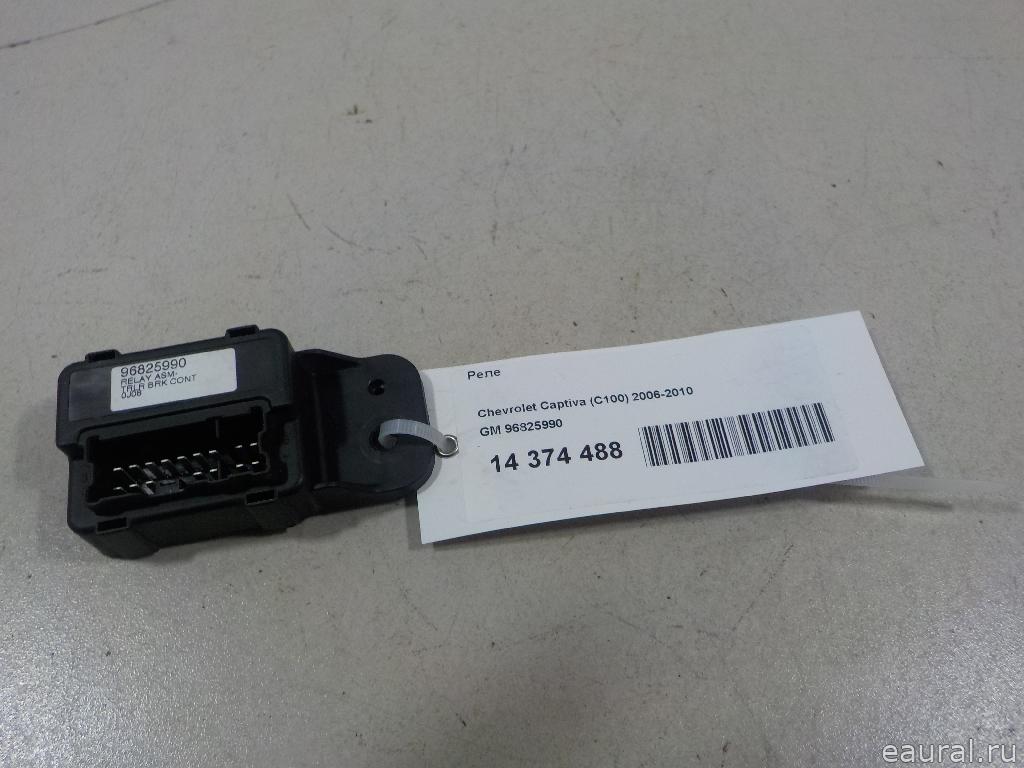 96825990
RELAY ASM-
TRLR BRK CONT
0J08
Реле
Chevrolet Captiva (C100) 2006-2010
GM 96825990
14 374 488
eaural.ru